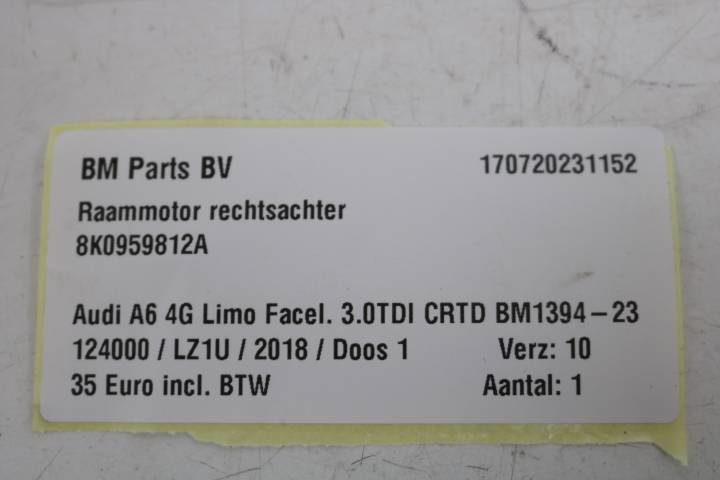 BM Parts BV 170720231152
Raammotor rechtsachter
8K0959812A
Audi A6 4G Limo Facel. 3.0TDI CRTD BM1394-23
124000 / LZ1U / 2018 / Doos 1 Verz: 10
35 Euro incl. BTW Aantal: 1